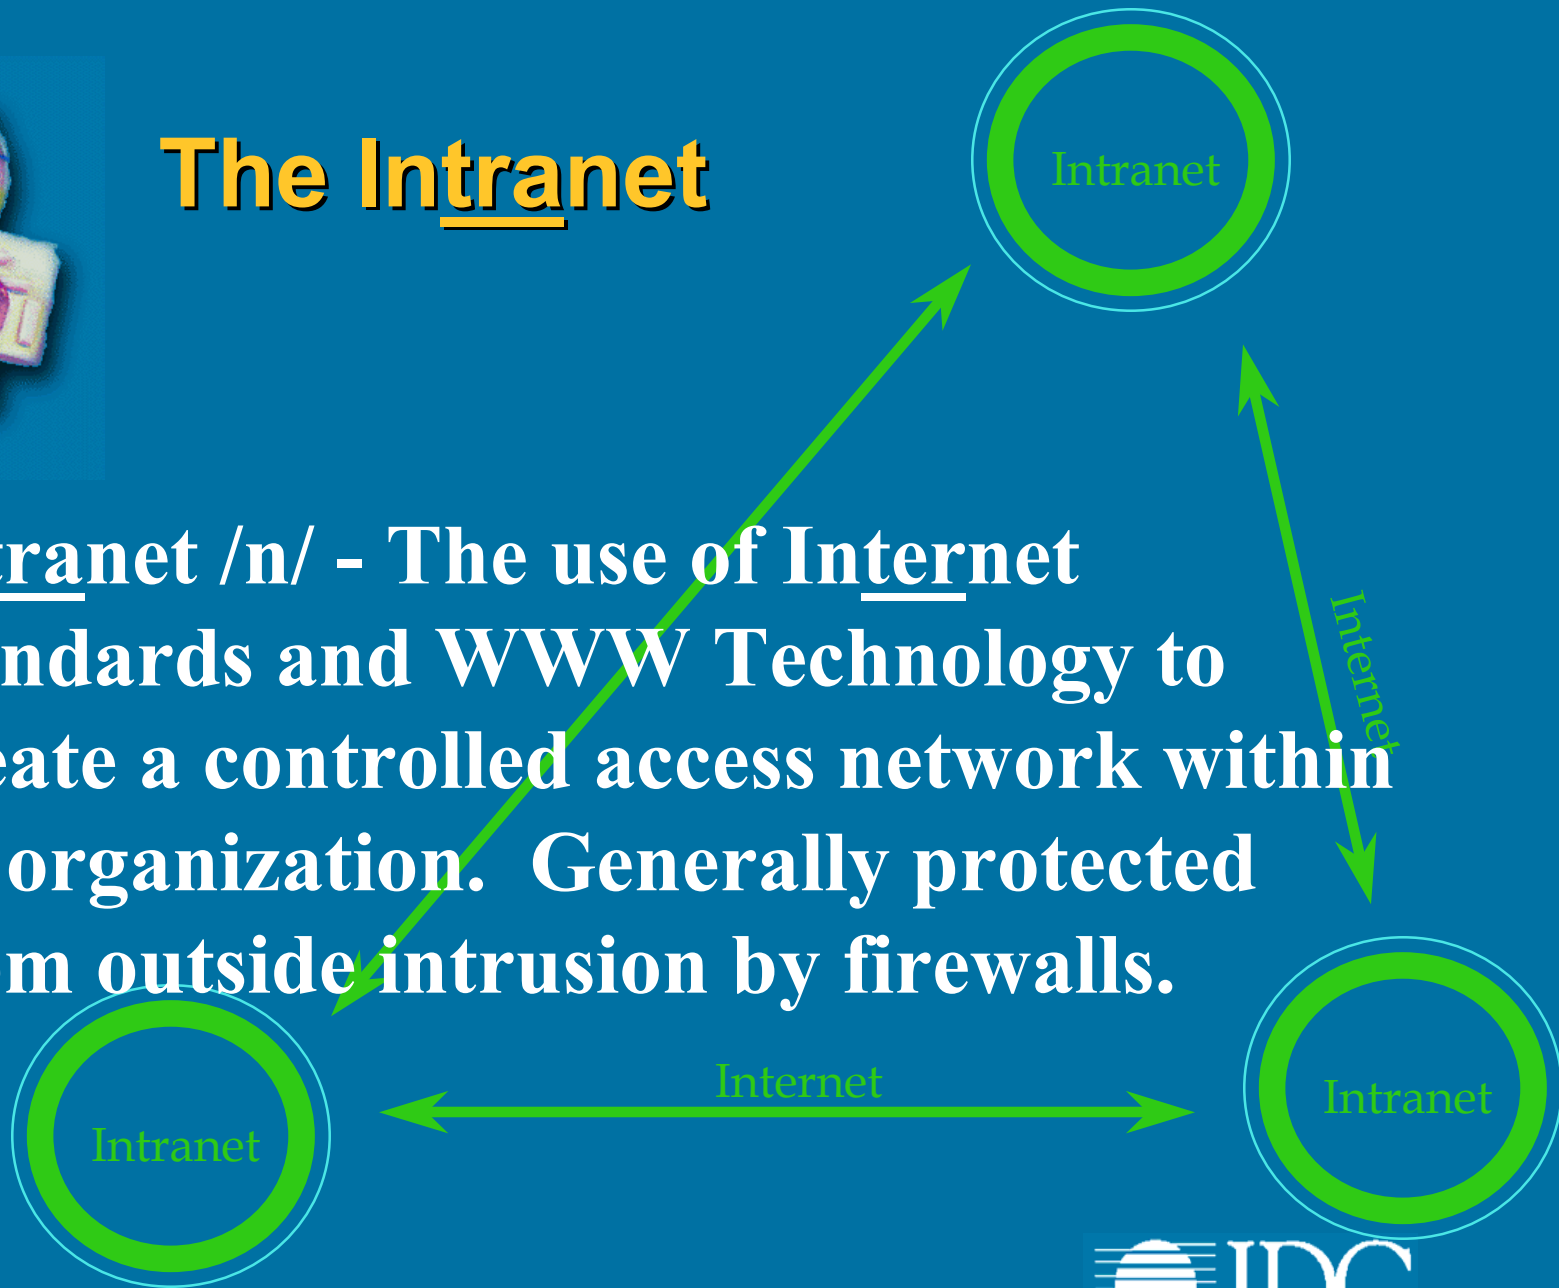 The Intranet
Intranet
tranet /n/ - The use of Internet
ndards and WWW Technology to
eate a controlled access network within
organization.  Generally protected
m outside intrusion by firewalls.
Internet
Internet
Intranet
Intranet
IDC